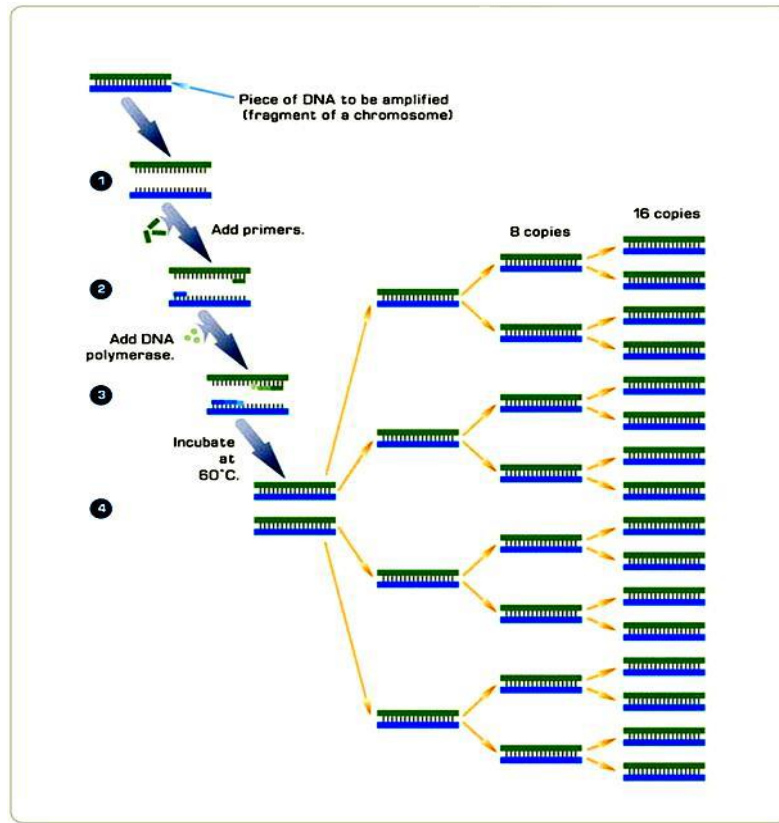 Piece of DNA to be amplified
(fragment of a chromosome)
1
Add primers.
2
Add DNA
polymerase.
3
Incubate
at
60°C.
4
8 copies
16 copies